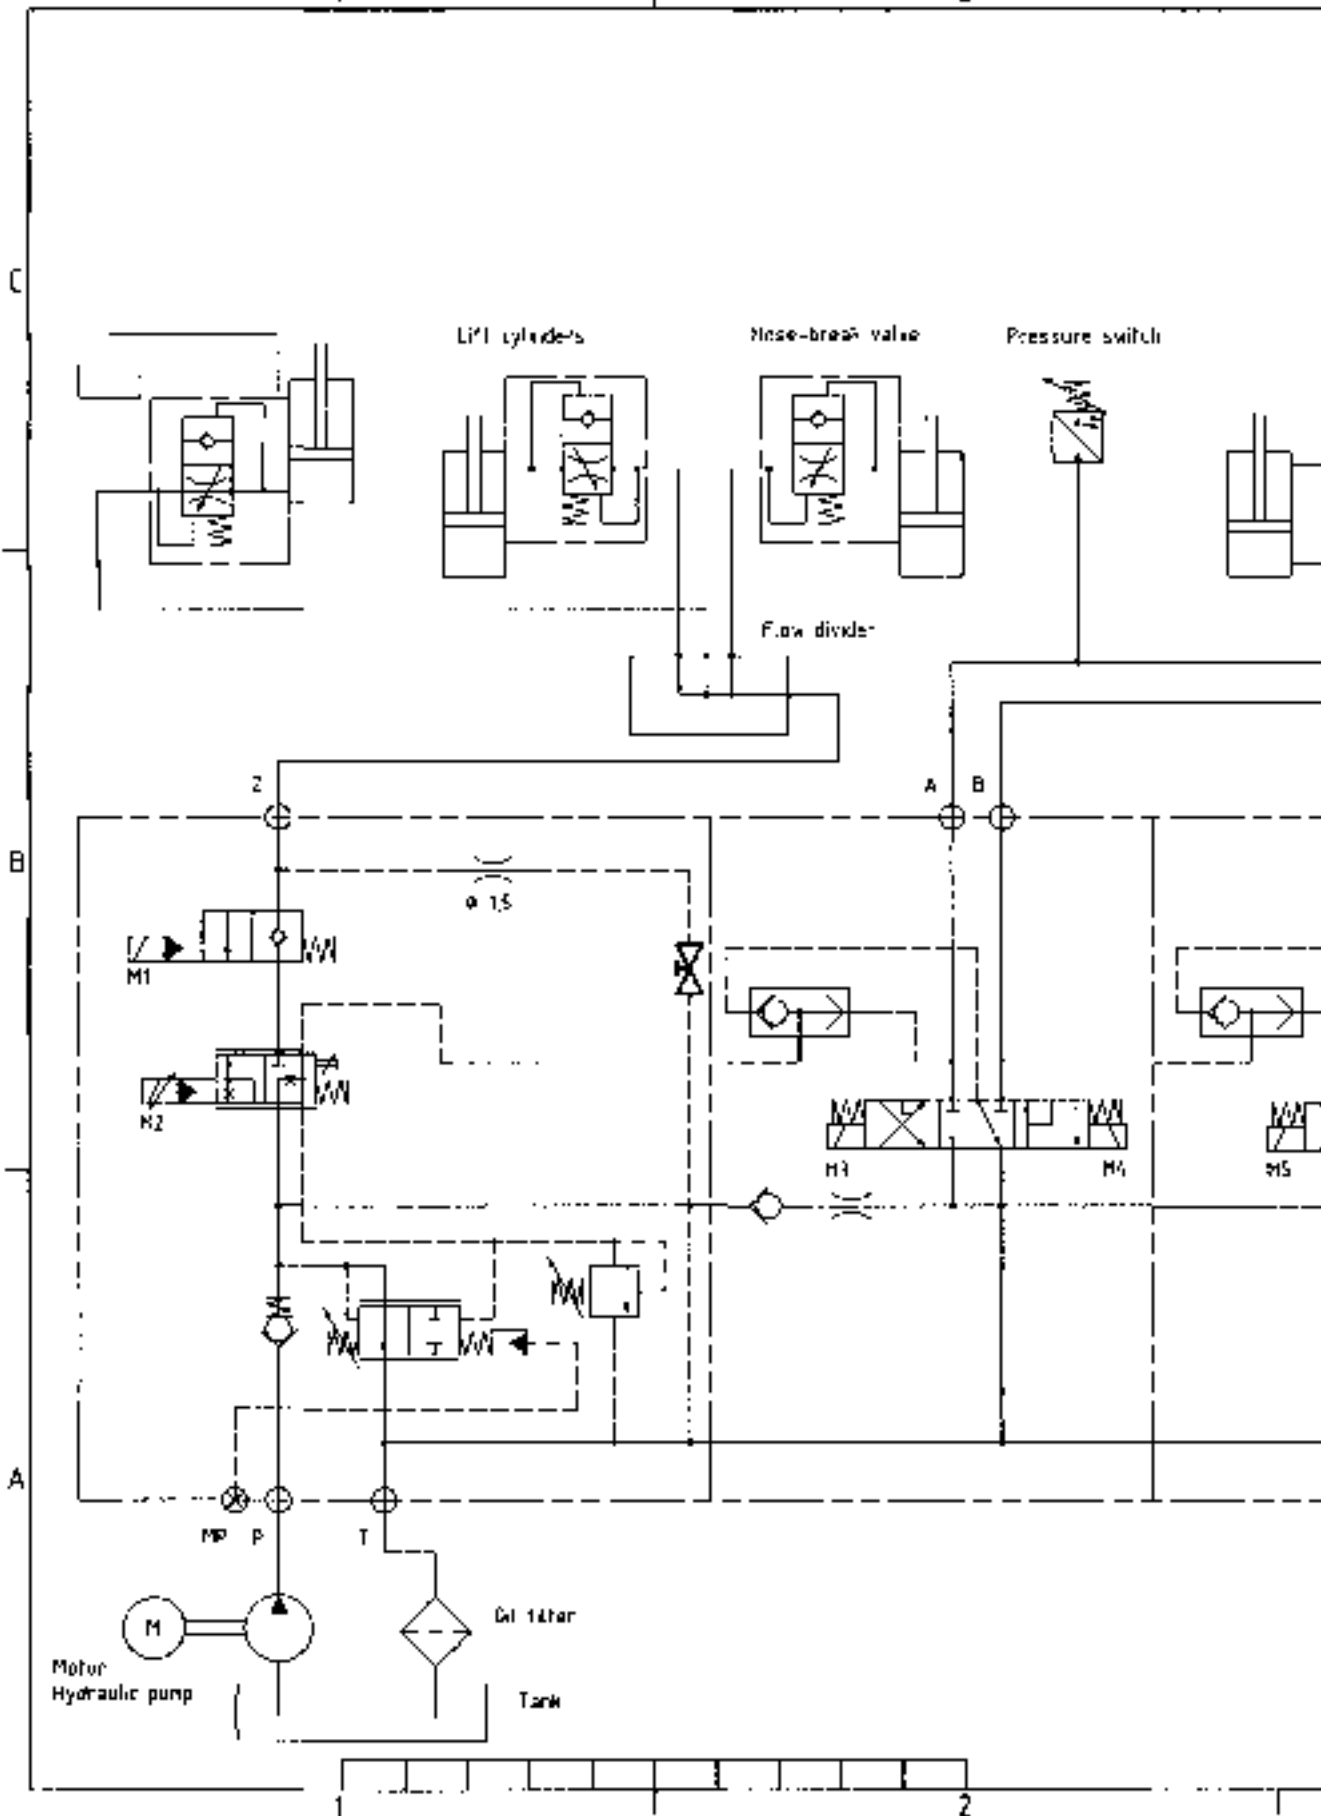 C
Lift cylinders
Hose-break valve
Pressure switch
Flow divider
Z
A
B
B
Φ 1,5
M1
M2
M3
M4
M5
A
MP
P
T
M
Oil filter
Motor
Hydraulic pump
Tank
1
2